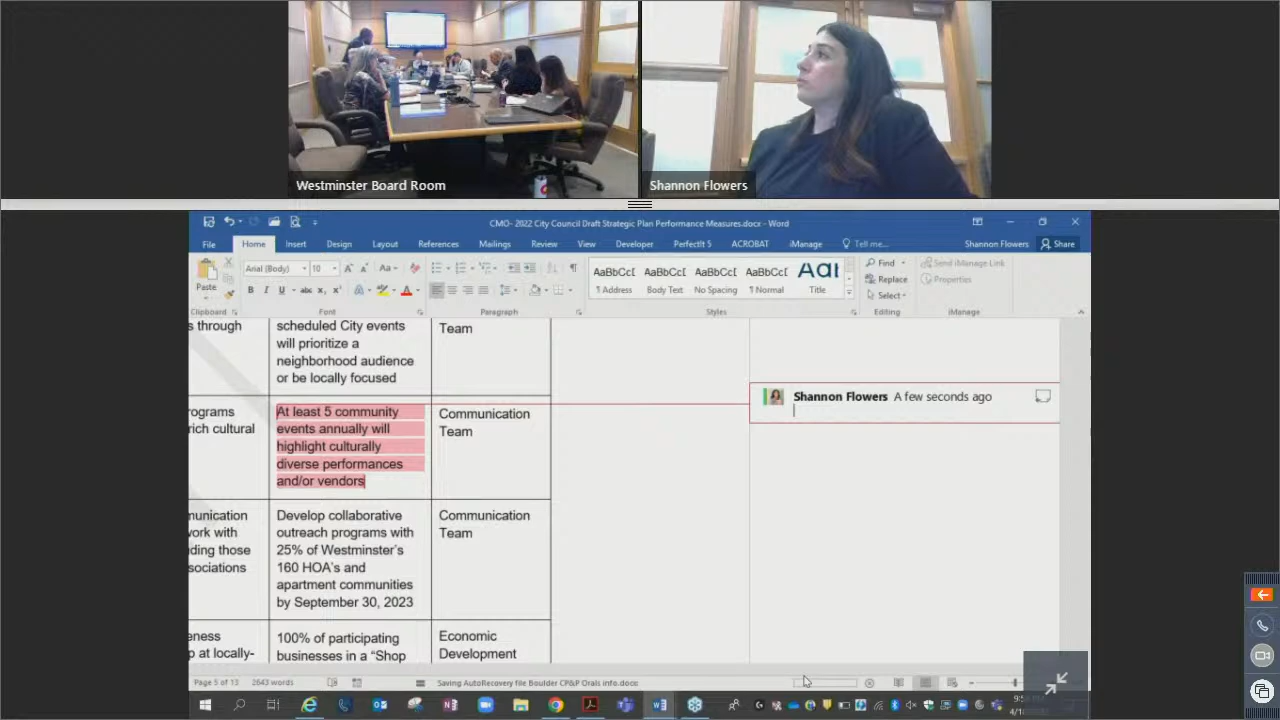 Westminster Board Room
Shannon Flowers
CMO- 2022 City Council Draft Strategic Plan Performance Measures.docx - Word
File Home Insert Design Layout References Mailings Review View Developer PerfectIt 5 ACROBAT iManage Tell me... Shannon Flowers Share
Paste
Arial (Body) 10
AaBbCcI AaBbCcI AaBbCcI AaBbCcI
¶ Address Body Text No Spacing ¶ Normal Title
Find
Replace
Select
Send iManage Link
Properties
Clipboard Font Paragraph Styles Editing iManage
s through
scheduled City events
will prioritize a
neighborhood audience
or be locally focused
Team
rograms
rich cultural
At least 5 community
events annually will
highlight culturally
diverse performances
and/or vendors
Communication
Team
Shannon Flowers A few seconds ago
munication
work with
ding those
sociations
Develop collaborative
outreach programs with
25% of Westminster's
160 HOA's and
apartment communities
by September 30, 2023
Communication
Team
eness
p at locally-
100% of participating
businesses in a “Shop
Economic
Development
Page 5 of 13 2643 words Saving AutoRecovery file Boulder CP&P Orals info.docx: